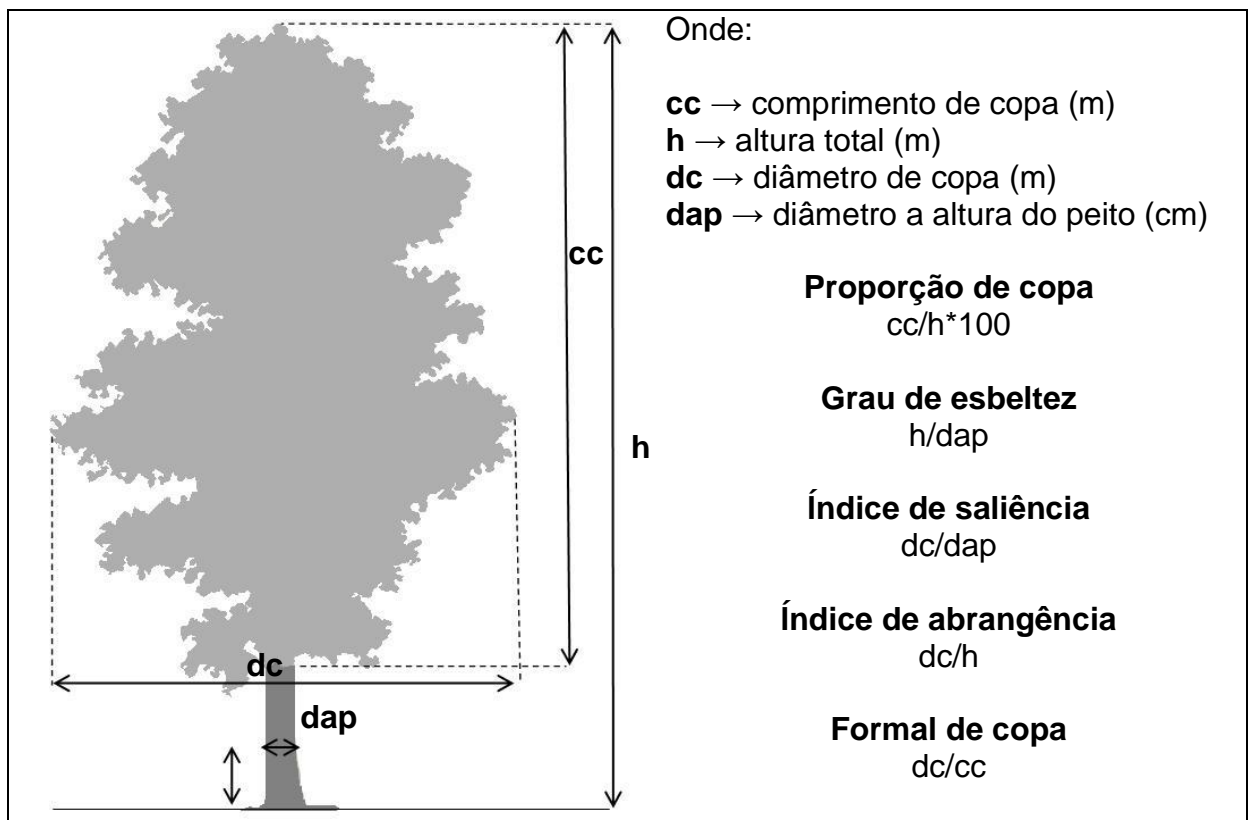 Onde:
cc → comprimento de copa (m)
h → altura total (m)
dc → diâmetro de copa (m)
dap → diâmetro a altura do peito (cm)
Proporção de copa
cc/h*100
Grau de esbeltez
h/dap
Índice de saliência
dc/dap
Índice de abrangência
dc/h
Formal de copa
dc/cc
cc
h
dc
dap